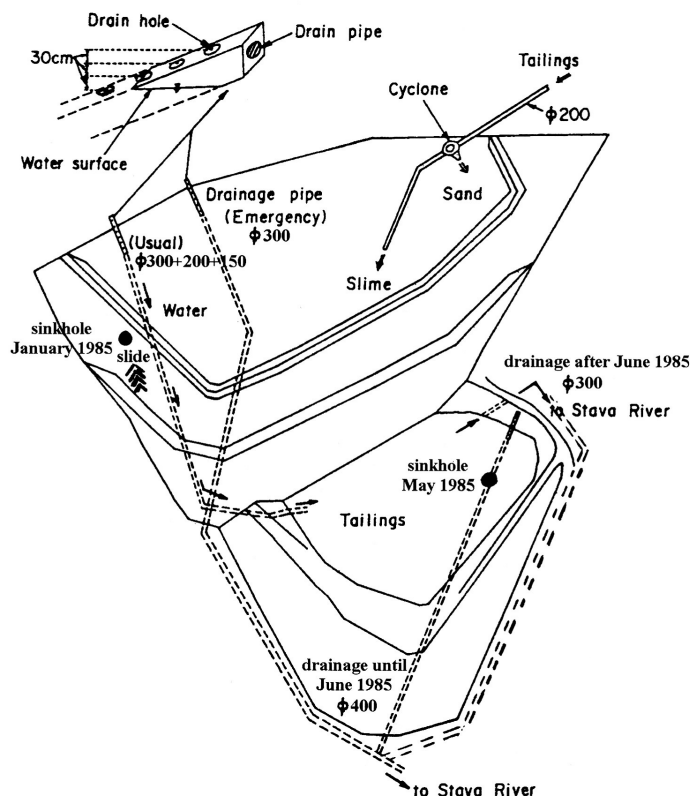 Drain hole
Drain pipe
30cm
Water surface
Tailings
Cyclone
ϕ200
Sand
Slime
Drainage pipe
(Emergency)
ϕ300
(Usual)
ϕ300+200+150
Water
sinkhole
January 1985
slide
drainage after June 1985
ϕ300
to Stava River
sinkhole
May 1985
Tailings
drainage until
June 1985
ϕ400
to Stava River